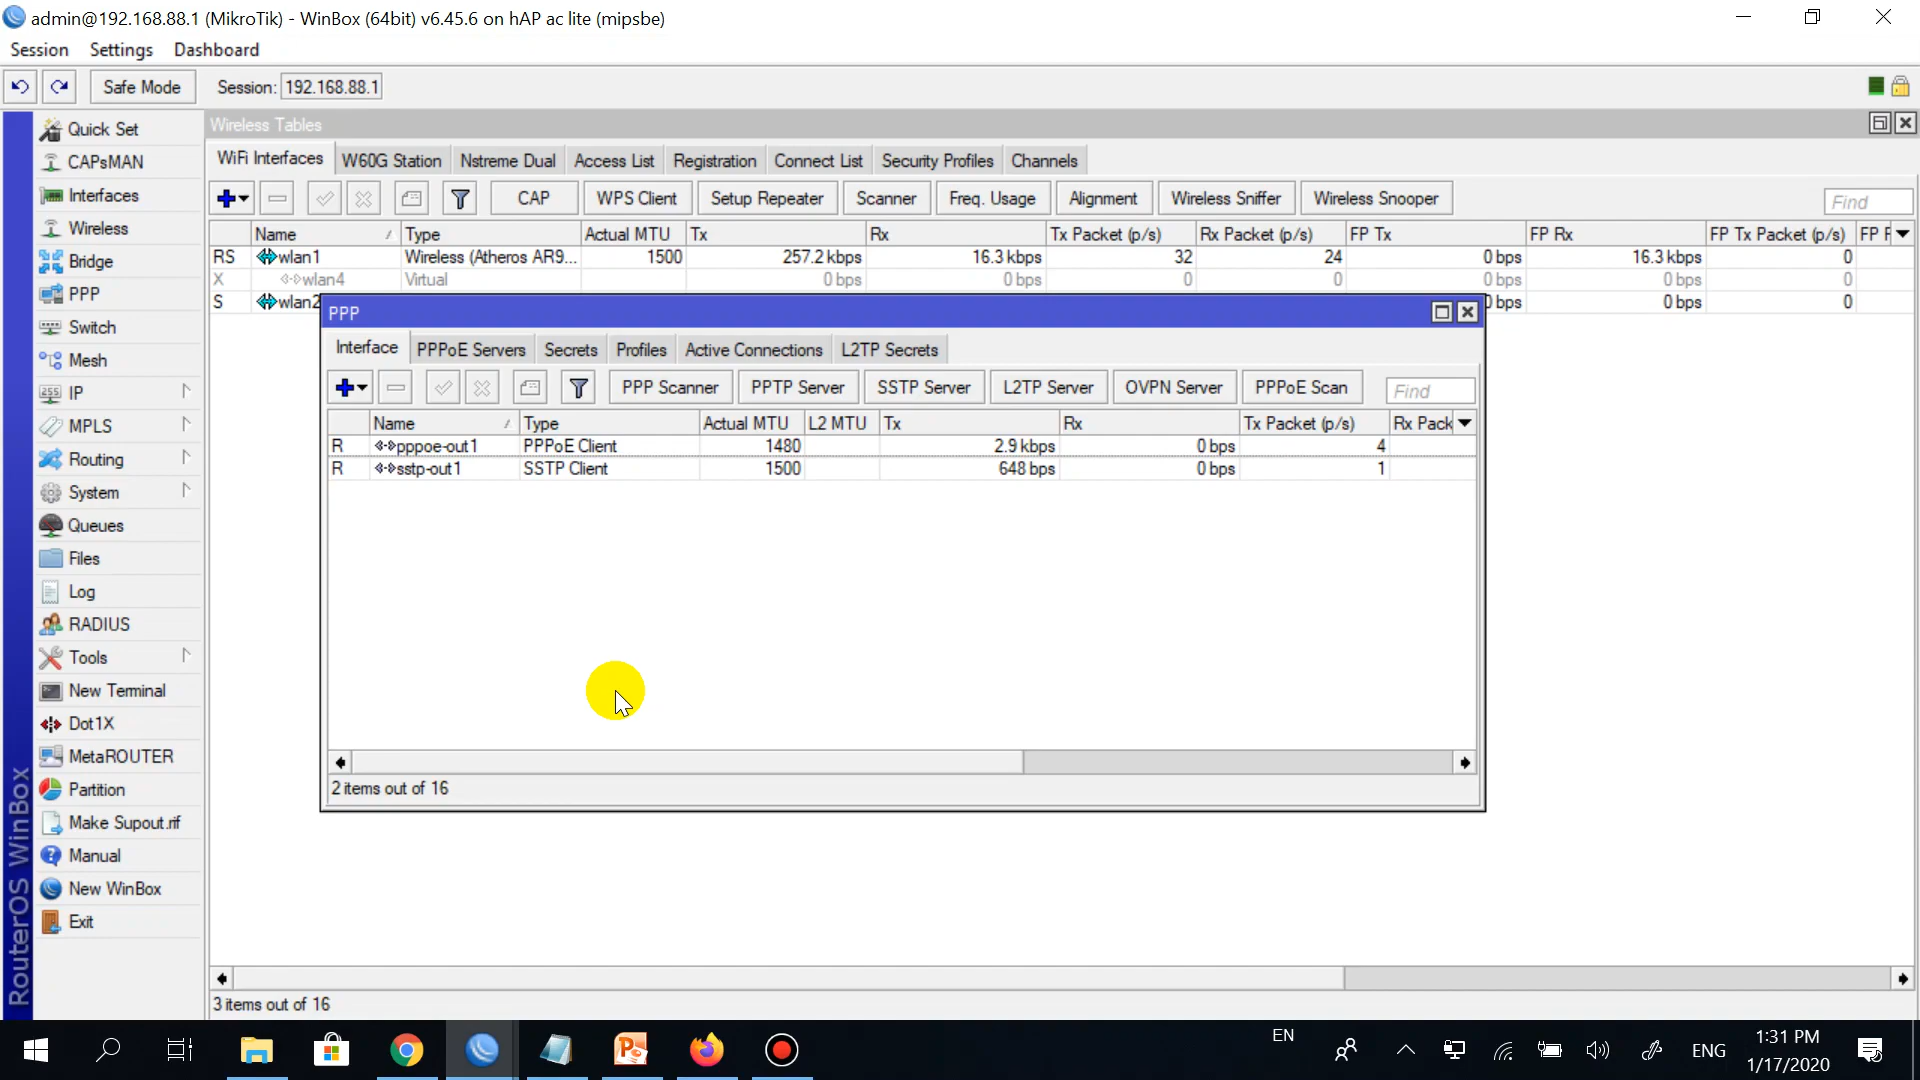 admin@192.168.88.1 (MikroTik) - WinBox (64bit) v6.45.6 on hAP ac lite (mipsbe)
Session Settings Dashboard
Safe Mode Session: 192.168.88.1
Quick Set
CAPsMAN
Interfaces
Wireless
Bridge
PPP
Switch
Mesh
IP
MPLS
Routing
System
Queues
Files
Log
RADIUS
Tools
New Terminal
Dot1X
MetaROUTER
Partition
Make Supout.rif
Manual
New WinBox
Exit
RouterOS WinBox
Wireless Tables
WiFi Interfaces W60G Station Nstreme Dual Access List Registration Connect List Security Profiles Channels
CAP WPS Client Setup Repeater Scanner Freq. Usage Alignment Wireless Sniffer Wireless Snooper Find
Name Type Actual MTU Tx Rx Tx Packet (p/s) Rx Packet (p/s) FP Tx FP Rx FP Tx Packet (p/s) FP
RS wlan1 Wireless (Atheros AR9... 1500 257.2 kbps 16.3 kbps 32 24 0 bps 16.3 kbps 0
X wlan4 Virtual 0 bps 0 bps 0 0 0 bps 0 bps 0
S wlan2 0 bps 0 bps 0
PPP
Interface PPPoE Servers Secrets Profiles Active Connections L2TP Secrets
PPP Scanner PPTP Server SSTP Server L2TP Server OVPN Server PPPoE Scan Find
Name Type Actual MTU L2 MTU Tx Rx Tx Packet (p/s) Rx Pack
R pppoe-out1 PPPoE Client 1480 2.9 kbps 0 bps 4
R sstp-out1 SSTP Client 1500 648 bps 0 bps 1
2 items out of 16
3 items out of 16
EN
ENG
1:31 PM
1/17/2020